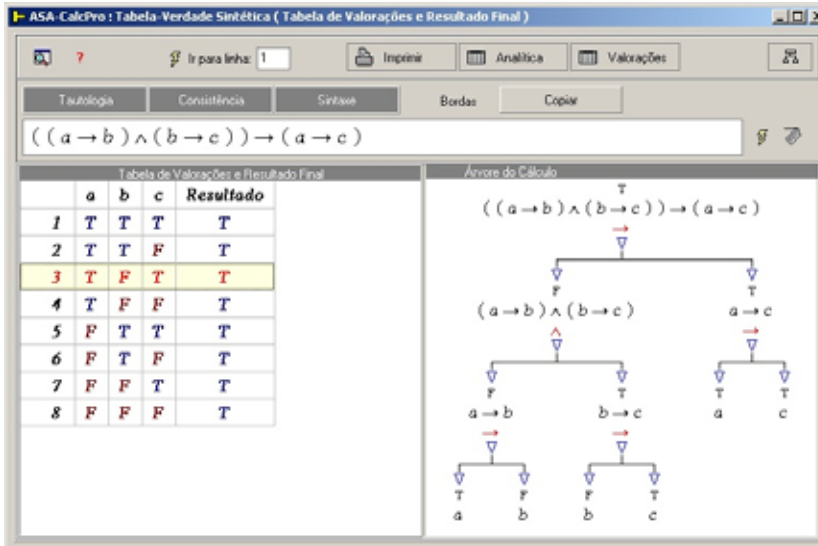 ASA-CalcPro : Tabela-Verdade Sintética ( Tabela de Valorações e Resultado Final )
? Ir para linha: 1 Imprimir Analítica Valorações
Tautologia Consistência Sintaxe Bordas Copiar
( ( a → b ) ∧ ( b → c ) ) → ( a → c )
Tabela de Valorações e Resultado Final
a b c Resultado
1 T T T T
2 T T F T
3 T F T T
4 T F F T
5 F T T T
6 F T F T
7 F F T T
8 F F F T
Árvore do Cálculo
T
( ( a → b ) ∧ ( b → c ) ) → ( a → c )
→
F T
( a → b ) ∧ ( b → c ) a → c
∧ →
F T T T
a → b b → c a c
→ →
T F F T
a b b c